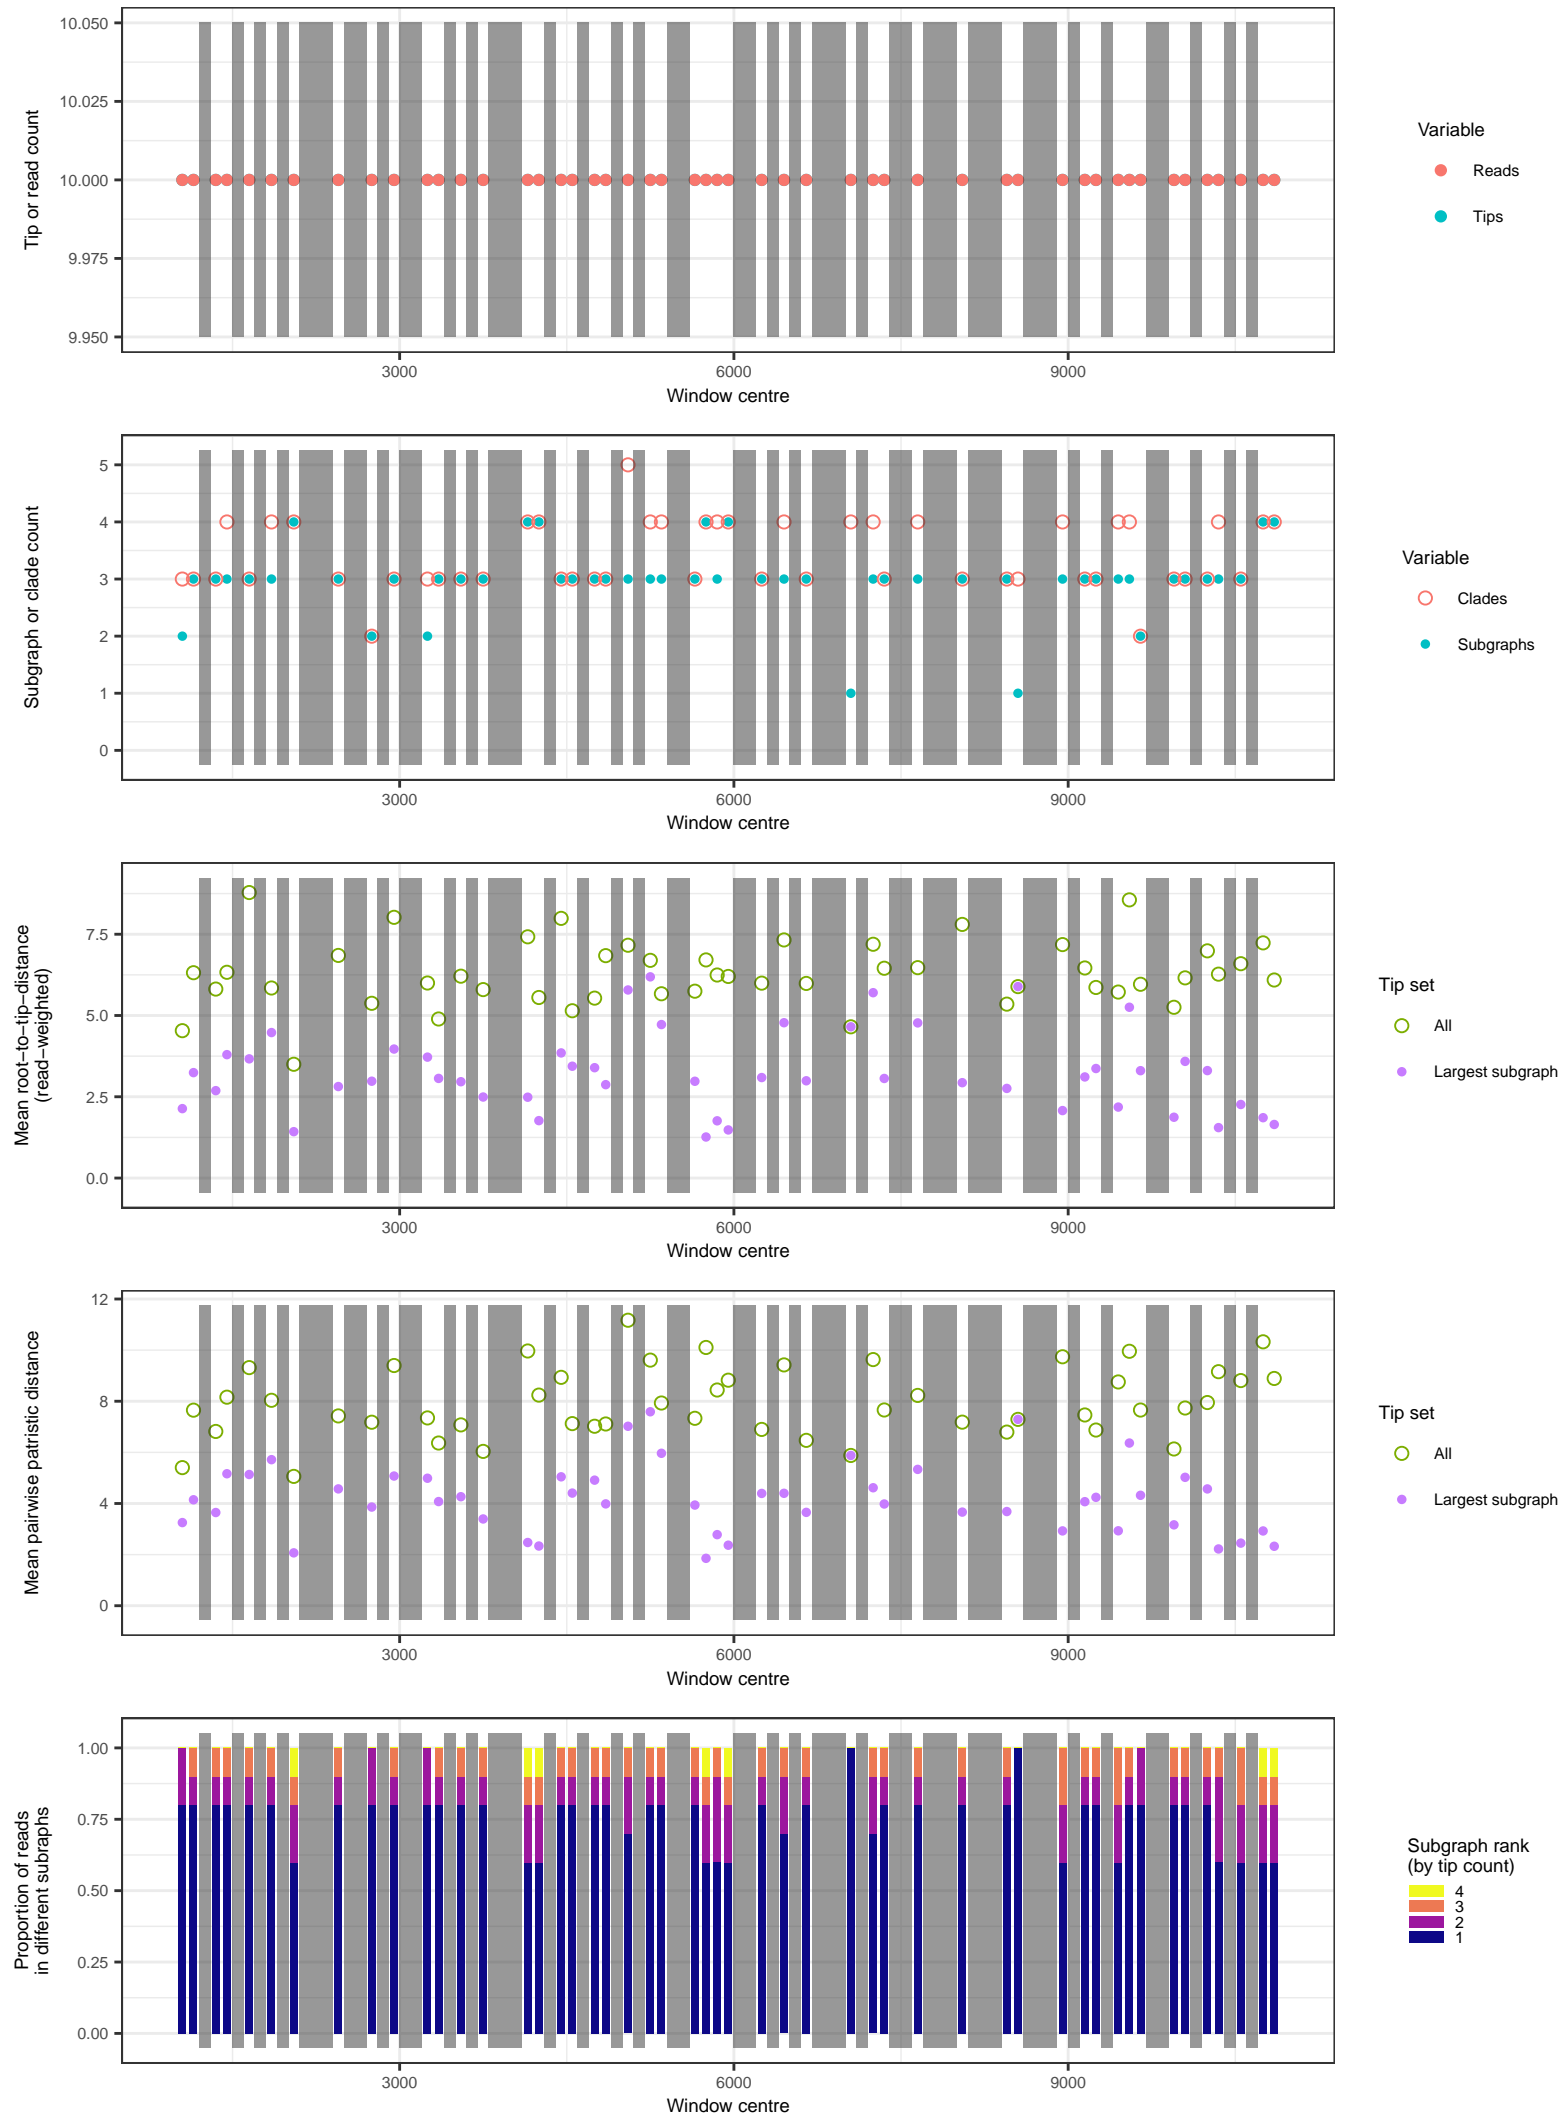 10.050
10.025
10.000
9.975
9.950
Tip or read count
3000
6000
9000
Window centre
Variable
Reads
Tips
5
4
3
2
1
0
Subgraph or clade count
3000
6000
9000
Window centre
Variable
Clades
Subgraphs
7.5
5.0
2.5
0.0
Mean root−to−tip−distance
(read−weighted)
3000
6000
9000
Window centre
Tip set
All
Largest subgraph
12
8
4
0
Mean pairwise patristic distance
3000
6000
9000
Window centre
Tip set
All
Largest subgraph
1.00
0.75
0.50
0.25
0.00
Proportion of reads
in different subraphs
3000
6000
9000
Window centre
Subgraph rank
(by tip count)
4
3
2
1